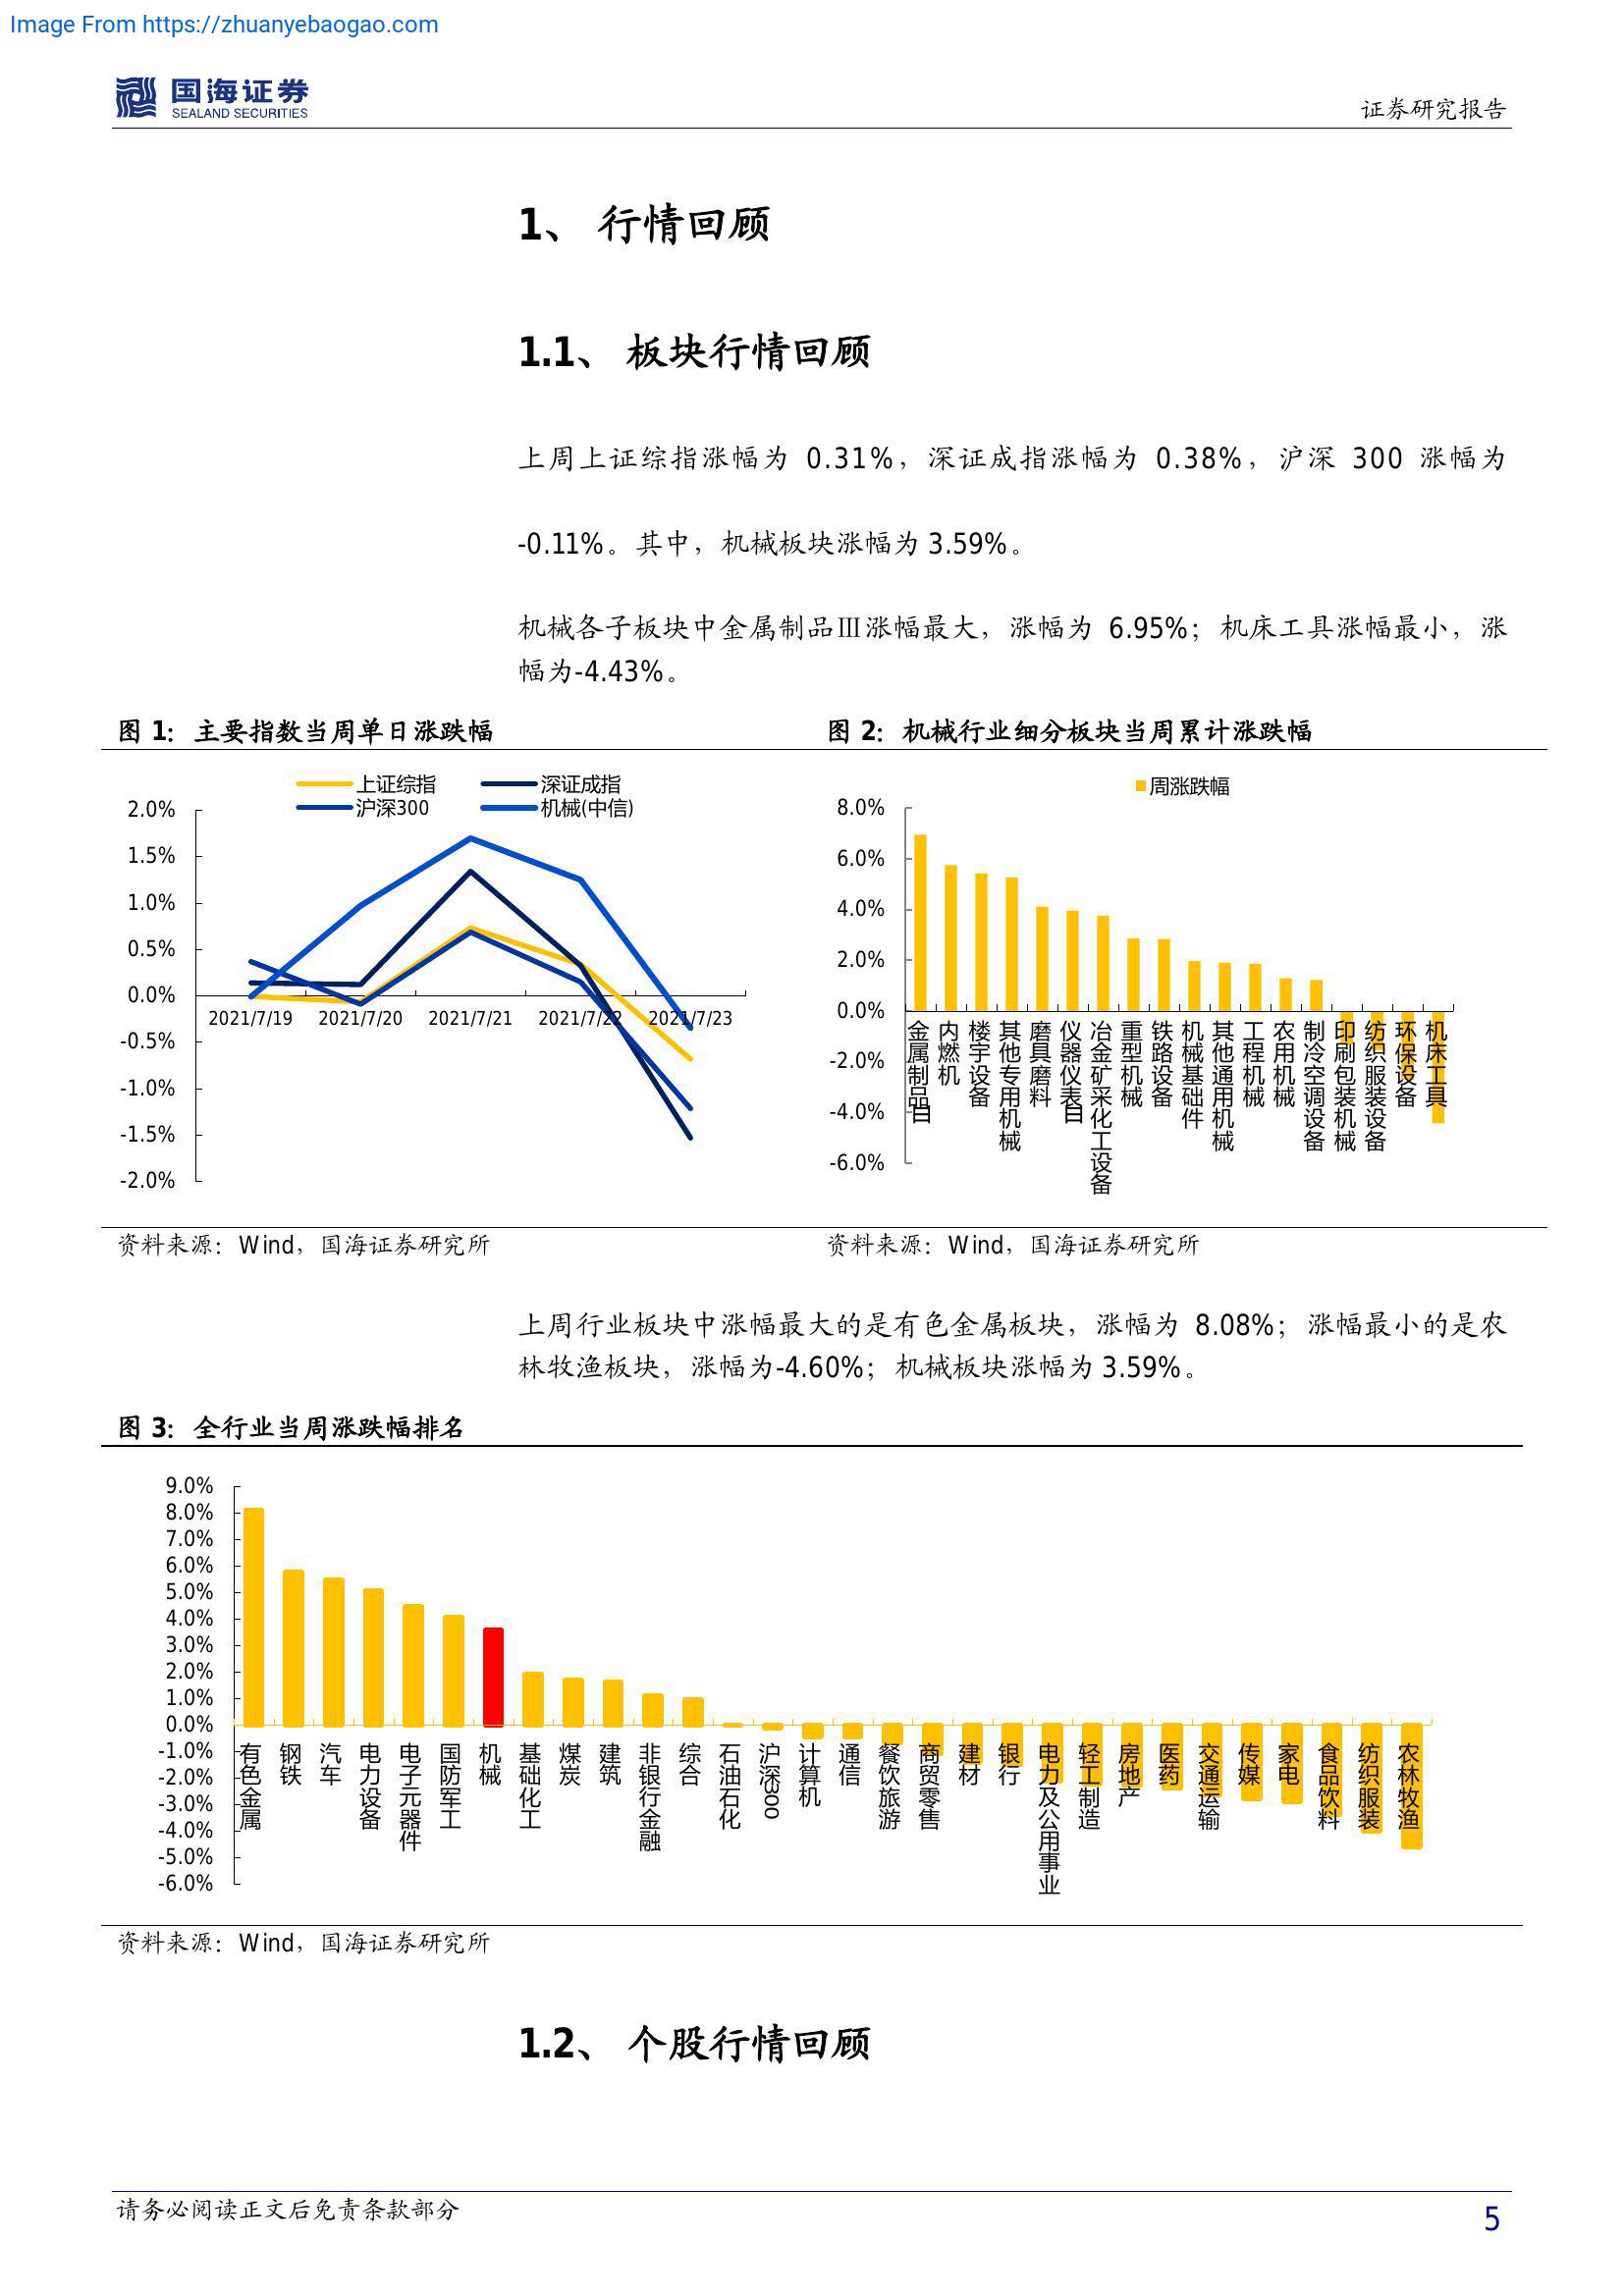 Image From https://zhuanyebaogao.com
国海证券
SEALAND SECURITIES
证券研究报告
1、 行情回顾
1.1、 板块行情回顾
上周上证综指涨幅为 0.31%，深证成指涨幅为 0.38%，沪深 300 涨幅为
-0.11%。其中，机械板块涨幅为 3.59%。
机械各子板块中金属制品Ⅲ涨幅最大，涨幅为 6.95%；机床工具涨幅最小，涨
幅为-4.43%。
图 1：主要指数当周单日涨跌幅
上证综指 深证成指
沪深300 机械(中信)
2.0%
1.5%
1.0%
0.5%
0.0%
-0.5%
-1.0%
-1.5%
-2.0%
2021/7/19 2021/7/20 2021/7/21 2021/7/22 2021/7/23
资料来源：Wind，国海证券研究所
图 2：机械行业细分板块当周累计涨跌幅
周涨跌幅
8.0%
6.0%
4.0%
2.0%
0.0%
-2.0%
-4.0%
-6.0%
金属制品
内燃机
楼宇设备
其他专用机械
磨具磨料
仪器仪表
冶金矿采化工设备
重型机械
铁路设备
机械基础件
其他通用机械
工程机械
农用机械
制冷空调设备
印刷包装机械
纺织服装设备
环保设备
机床工具
资料来源：Wind，国海证券研究所
上周行业板块中涨幅最大的是有色金属板块，涨幅为 8.08%；涨幅最小的是农
林牧渔板块，涨幅为-4.60%；机械板块涨幅为 3.59%。
图 3：全行业当周涨跌幅排名
9.0%
8.0%
7.0%
6.0%
5.0%
4.0%
3.0%
2.0%
1.0%
0.0%
-1.0%
-2.0%
-3.0%
-4.0%
-5.0%
-6.0%
有色金属
钢铁
汽车
电力设备
电子元器件
国防军工
机械
基础化工
煤炭
建筑
非银行金融
综合
石油石化
沪深300
计算机
通信
餐饮旅游
商贸零售
建材
银行
电力及公用事业
轻工制造
房地产
医药
交通运输
传媒
家电
食品饮料
纺织服装
农林牧渔
资料来源：Wind，国海证券研究所
1.2、 个股行情回顾
请务必阅读正文后免责条款部分
5